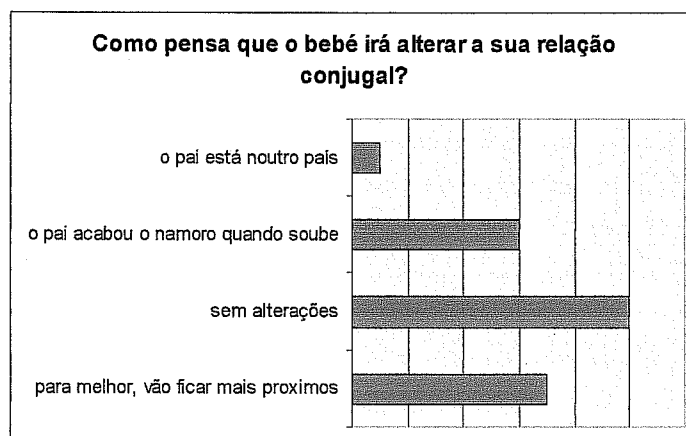 Como pensa que o bebé irá alterar a sua relação
conjugal?
o pai está noutro país
o pai acabou o namoro quando soube
sem alterações
para melhor, vão ficar mais proximos